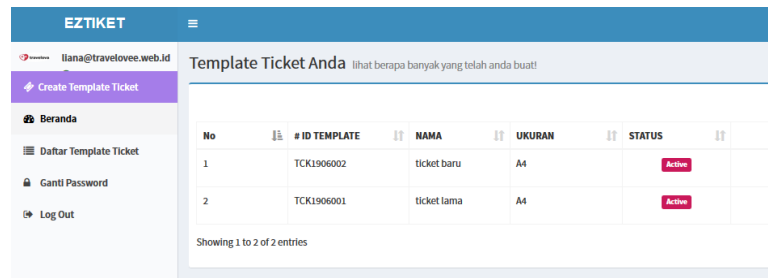 EZTIKET
liana@travelovee.web.id
Create Template Ticket
Beranda
Daftar Template Ticket
Ganti Password
Log Out
Template Ticket Anda lihat berapa banyak yang telah anda buat!
No # ID TEMPLATE NAMA UKURAN STATUS
1 TCK1906002 ticket baru A4 Active
2 TCK1906001 ticket lama A4 Active
Showing 1 to 2 of 2 entries